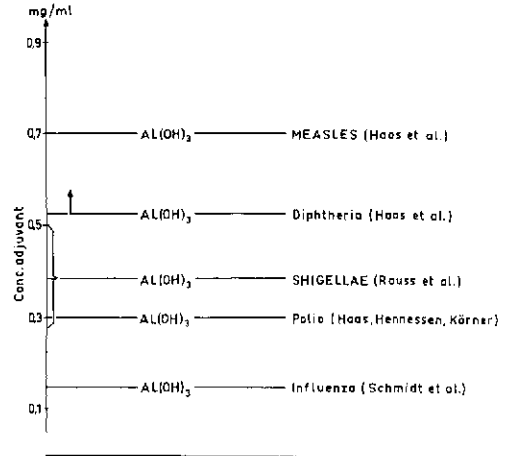 mg/ml
0,9
0,7 AL(OH)3 MEASLES (Haas et al.)
AL(OH)3 Diphtheria (Haas et al.)
0,5
Conc. adjuvant
AL(OH)3 SHIGELLAE (Rauss et al.)
0,3 AL(OH)3 Polio (Haas, Hennessen, Körner)
AL(OH)3 Influenza (Schmidt et al.)
0,1